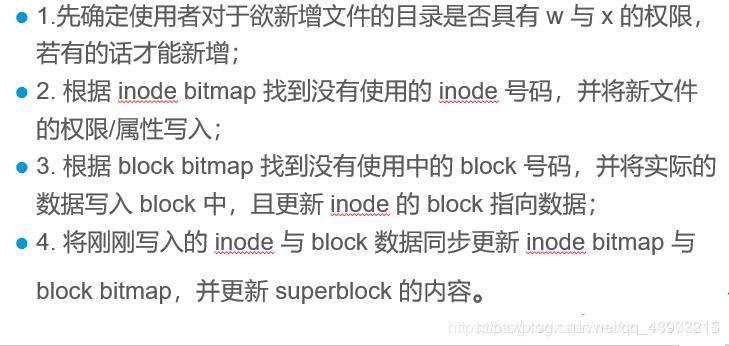 1.先确定使用者对于欲新增文件的目录是否具有 w 与 x 的权限，
若有的话才能新增；
2. 根据 inode bitmap 找到没有使用的 inode 号码，并将新文件
的权限/属性写入；
3. 根据 block bitmap 找到没有使用中的 block 号码，并将实际的
数据写入 block 中，且更新 inode 的 block 指向数据；
4. 将刚刚写入的 inode 与 block 数据同步更新 inode bitmap 与
block bitmap，并更新 superblock 的内容。